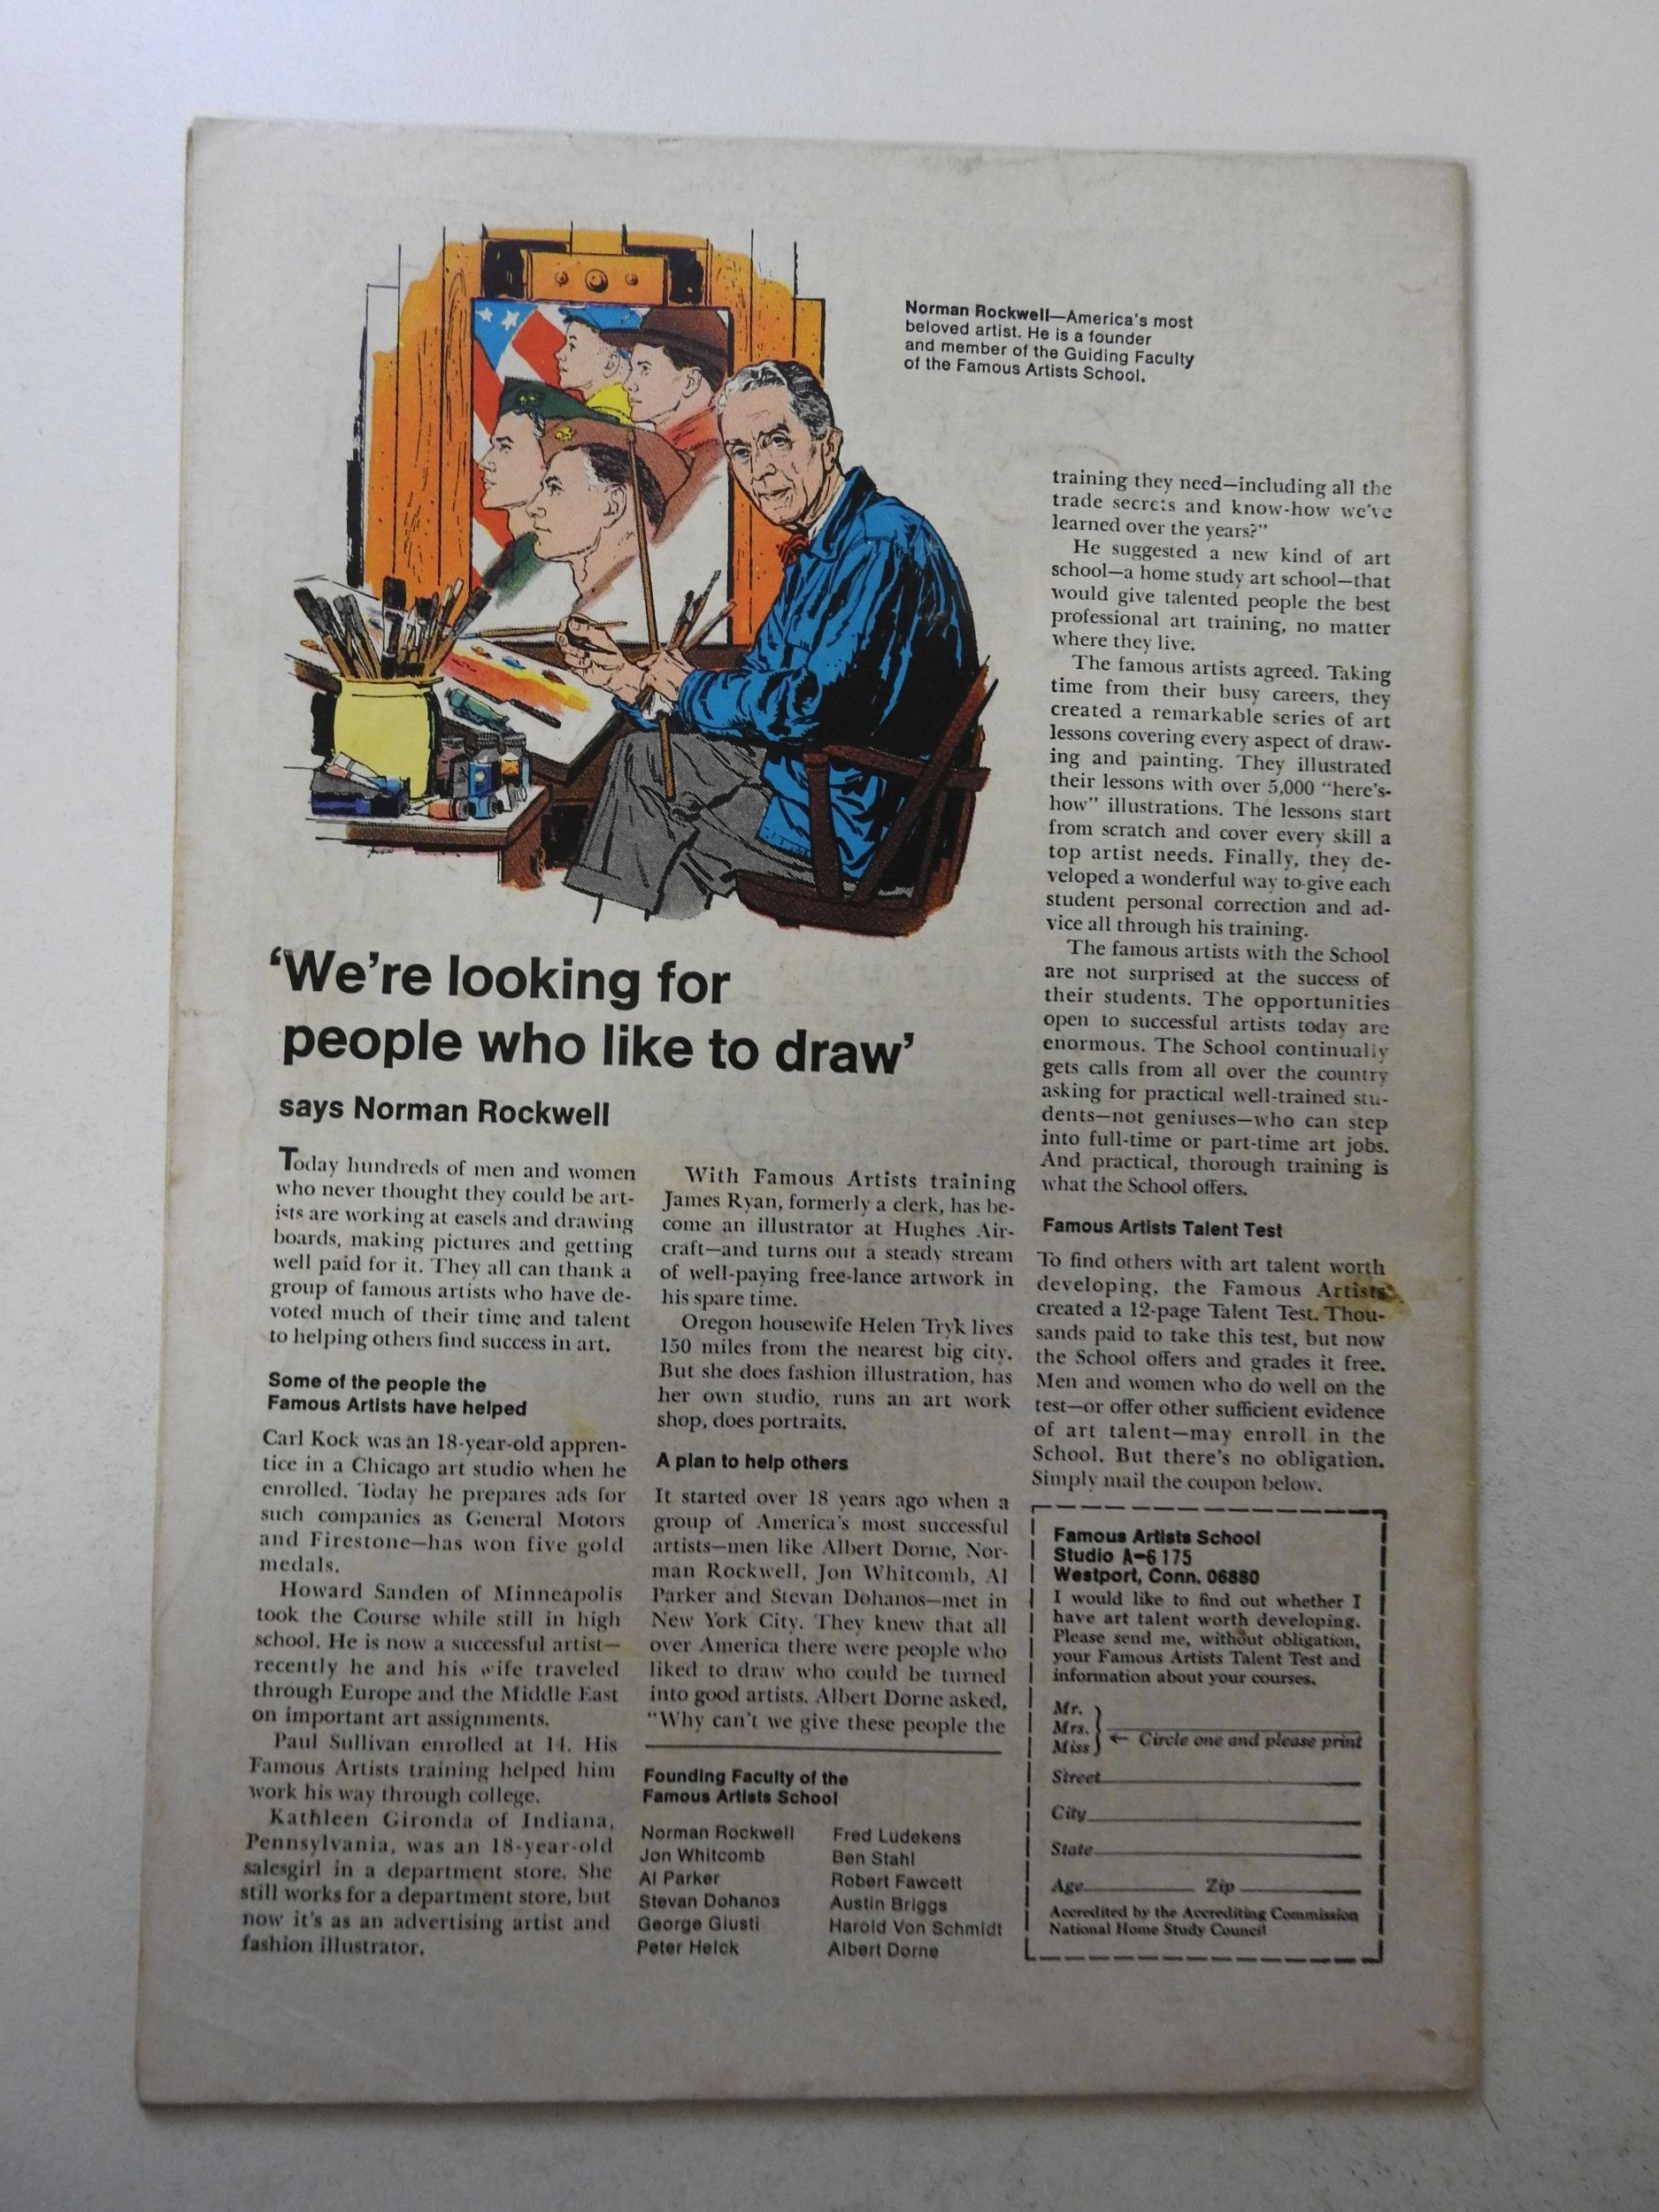 Norman Rockwell—America's most
beloved artist. He is a founder
and member of the Guiding Faculty
of the Famous Artists School.
‘We’re looking for
people who like to draw’
says Norman Rockwell
Today hundreds of men and women
who never thought they could be art-
ists are working at easels and drawing
boards, making pictures and getting
well paid for it. They all can thank a
group of famous artists who have de-
voted much of their time and talent
to helping others find success in art.
Some of the people the
Famous Artists have helped
Carl Kock was an 18-year-old appren-
tice in a Chicago art studio when he
enrolled. Today he prepares ads for
such companies as General Motors
and Firestone—has won five gold
medals.
Howard Sanden of Minneapolis
took the Course while still in high
school. He is now a successful artist—
recently he and his wife traveled
through Europe and the Middle East
on important art assignments.
Paul Sullivan enrolled at 14. His
Famous Artists training helped him
work his way through college.
Kathleen Gironda of Indiana,
Pennsylvania, was an 18-year-old
salesgirl in a department store. She
still works for a department store, but
now it's as an advertising artist and
fashion illustrator.
With Famous Artists training
James Ryan, formerly a clerk, has be-
come an illustrator at Hughes Air-
craft—and turns out a steady stream
of well-paying free-lance artwork in
his spare time.
Oregon housewife Helen Tryk lives
150 miles from the nearest big city.
But she does fashion illustration, has
her own studio, runs an art work
shop, does portraits.
A plan to help others
It started over 18 years ago when a
group of America's most successful
artists—men like Albert Dorne, Nor-
man Rockwell, Jon Whitcomb, Al
Parker and Stevan Dohanos—met in
New York City. They knew that all
over America there were people who
liked to draw who could be turned
into good artists. Albert Dorne asked,
“Why can't we give these people the
training they need—including all the
trade secrets and know-how we've
learned over the years?”
He suggested a new kind of art
school—a home study art school—that
would give talented people the best
professional art training, no matter
where they live.
The famous artists agreed. Taking
time from their busy careers, they
created a remarkable series of art
lessons covering every aspect of draw-
ing and painting. They illustrated
their lessons with over 5,000 “here's-
how” illustrations. The lessons start
from scratch and cover every skill a
top artist needs. Finally, they de-
veloped a wonderful way to give each
student personal correction and ad-
vice all through his training.
The famous artists with the School
are not surprised at the success of
their students. The opportunities
open to successful artists today are
enormous. The School continually
gets calls from all over the country
asking for practical well-trained stu-
dents—not geniuses—who can step
into full-time or part-time art jobs.
And practical, thorough training is
what the School offers.
Famous Artists Talent Test
To find others with art talent worth
developing, the Famous Artists
created a 12-page Talent Test. Thou-
sands paid to take this test, but now
the School offers and grades it free.
Men and women who do well on the
test—or offer other sufficient evidence
of art talent—may enroll in the
School. But there's no obligation.
Simply mail the coupon below.
Founding Faculty of the
Famous Artists School
Norman Rockwell
Jon Whitcomb
Al Parker
Stevan Dohanos
George Giusti
Peter Helck
Fred Ludekens
Ben Stahl
Robert Fawcett
Austin Briggs
Harold Von Schmidt
Albert Dorne
Famous Artists School
Studio A-6175
Westport, Conn. 06880
I would like to find out whether I
have art talent worth developing.
Please send me, without obligation,
your Famous Artists Talent Test and
information about your courses.
Mr.
Mrs.
Miss
← Circle one and please print
Street
City
State
Age Zip
Accredited by the Accrediting Commission
National Home Study Council